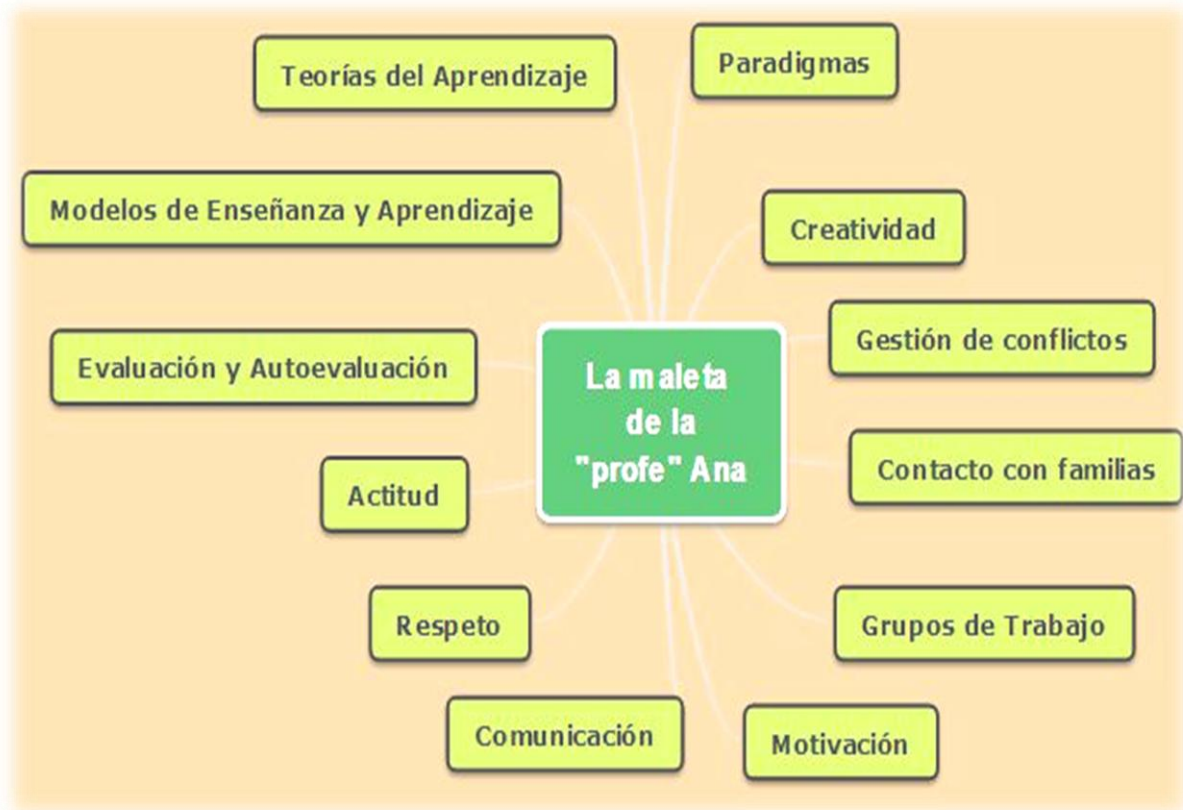 Teorías del Aprendizaje
Paradigmas
Modelos de Enseñanza y Aprendizaje
Creatividad
Evaluación y Autoevaluación
Gestión de conflictos
La maleta
de la
"profe" Ana
Actitud
Contacto con familias
Respeto
Grupos de Trabajo
Comunicación
Motivación